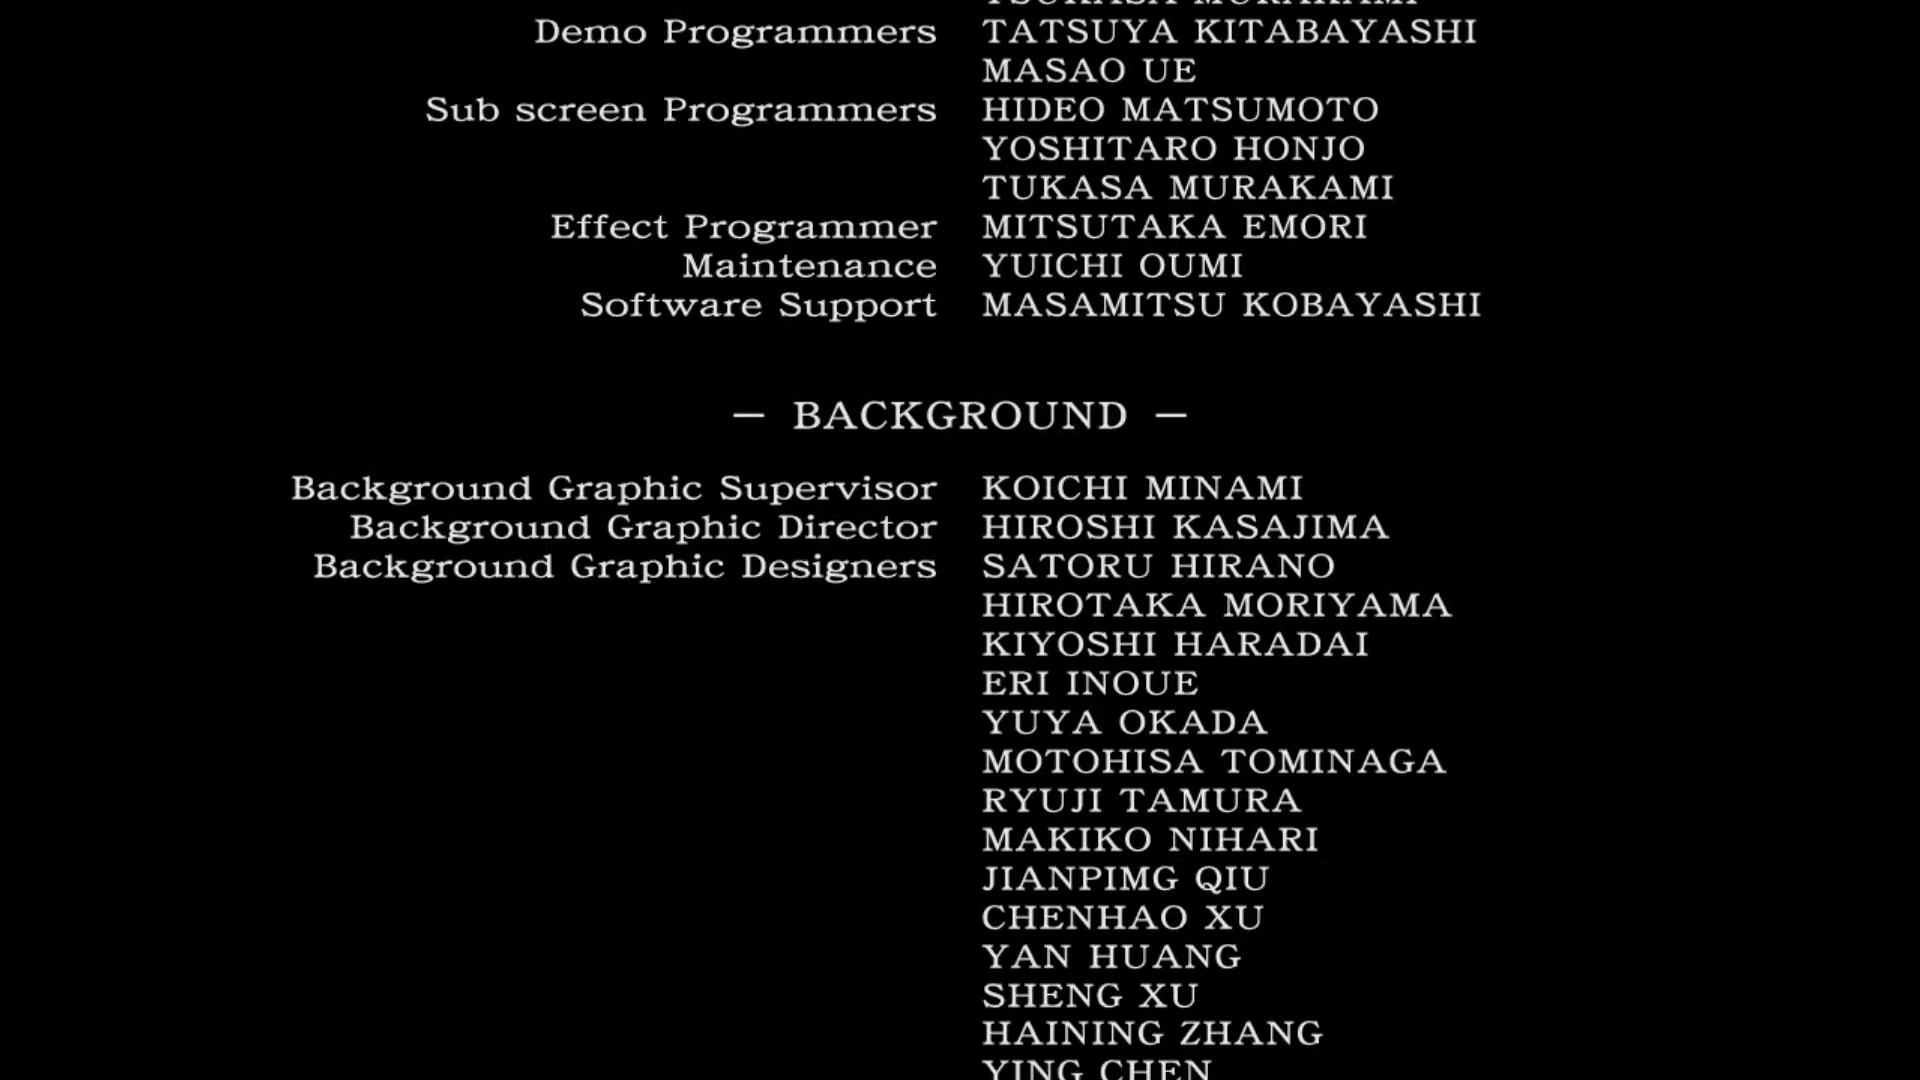 TSUKASA MURAKAMI
Demo Programmers TATSUYA KITABAYASHI
MASAO UE
Sub screen Programmers HIDEO MATSUMOTO
YOSHITARO HONJO
TUKASA MURAKAMI
Effect Programmer MITSUTAKA EMORI
Maintenance YUICHI OUMI
Software Support MASAMITSU KOBAYASHI
— BACKGROUND —
Background Graphic Supervisor KOICHI MINAMI
Background Graphic Director HIROSHI KASAJIMA
Background Graphic Designers SATORU HIRANO
HIROTAKA MORIYAMA
KIYOSHI HARADAI
ERI INOUE
YUYA OKADA
MOTOHISA TOMINAGA
RYUJI TAMURA
MAKIKO NIHARI
JIANPIMG QIU
CHENHAO XU
YAN HUANG
SHENG XU
HAINING ZHANG
YING CHEN